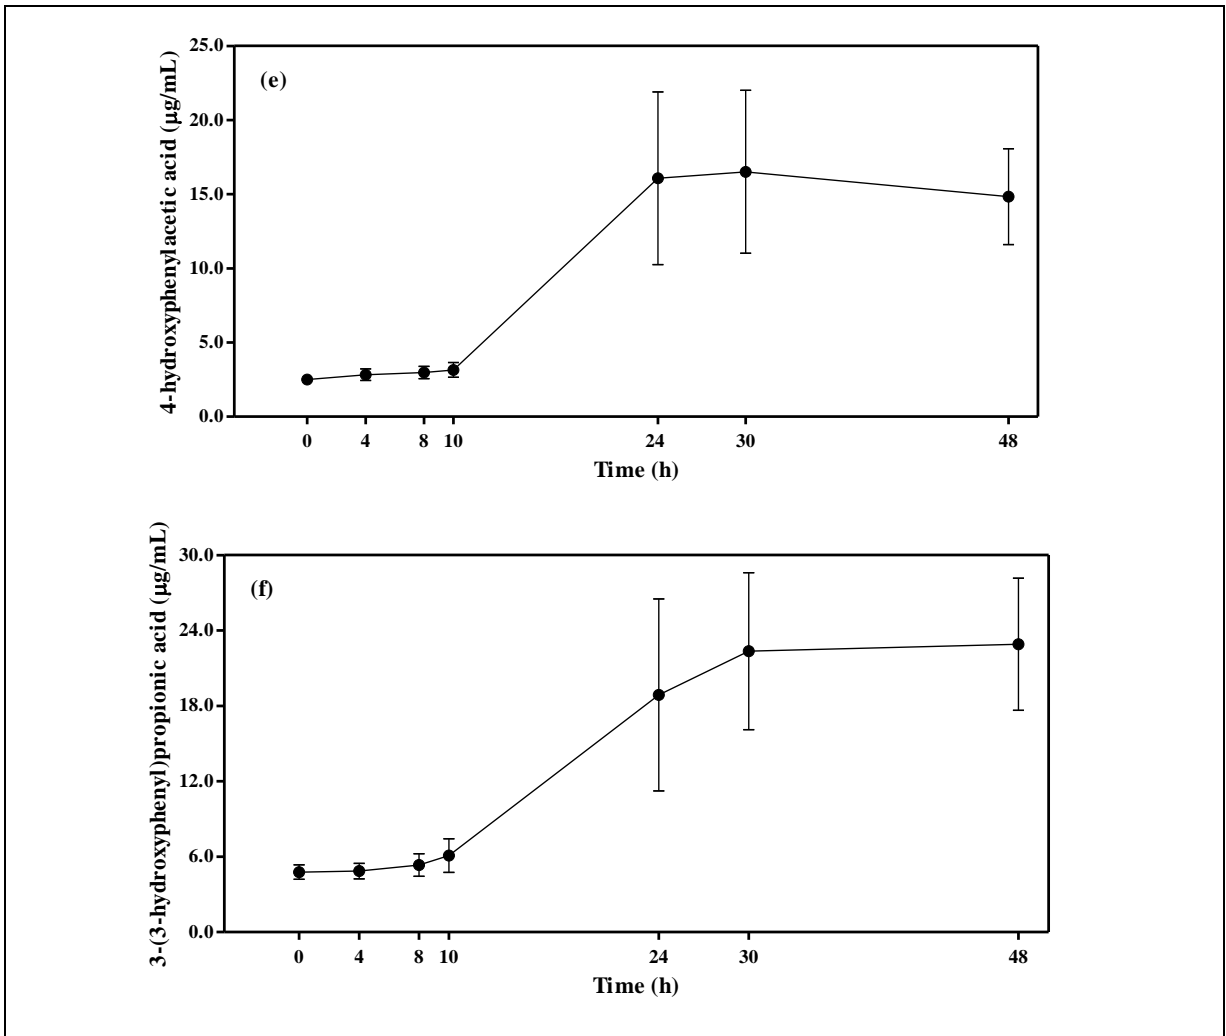 4-hydroxyphenylacetic acid (µg/mL)
25.0
20.0
15.0
10.0
5.0
0.0
(e)
0 4 8 10 24 30 48
Time (h)
3-(3-hydroxyphenyl)propionic acid (µg/mL)
30.0
24.0
18.0
12.0
6.0
0.0
(f)
0 4 8 10 24 30 48
Time (h)